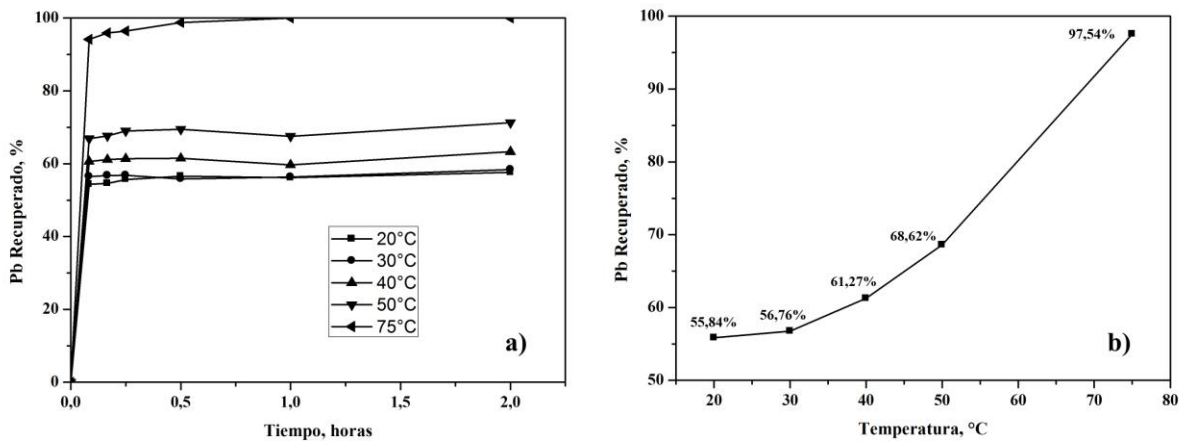 100
80
60
40
20
0
Pb Recuperado, %
0,0
0,5
1,0
1,5
2,0
Tiempo, horas
20°C
30°C
40°C
50°C
75°C
a)
100
90
80
70
60
50
Pb Recuperado, %
20
30
40
50
60
70
80
Temperatura, °C
55,84%
56,76%
61,27%
68,62%
97,54%
b)